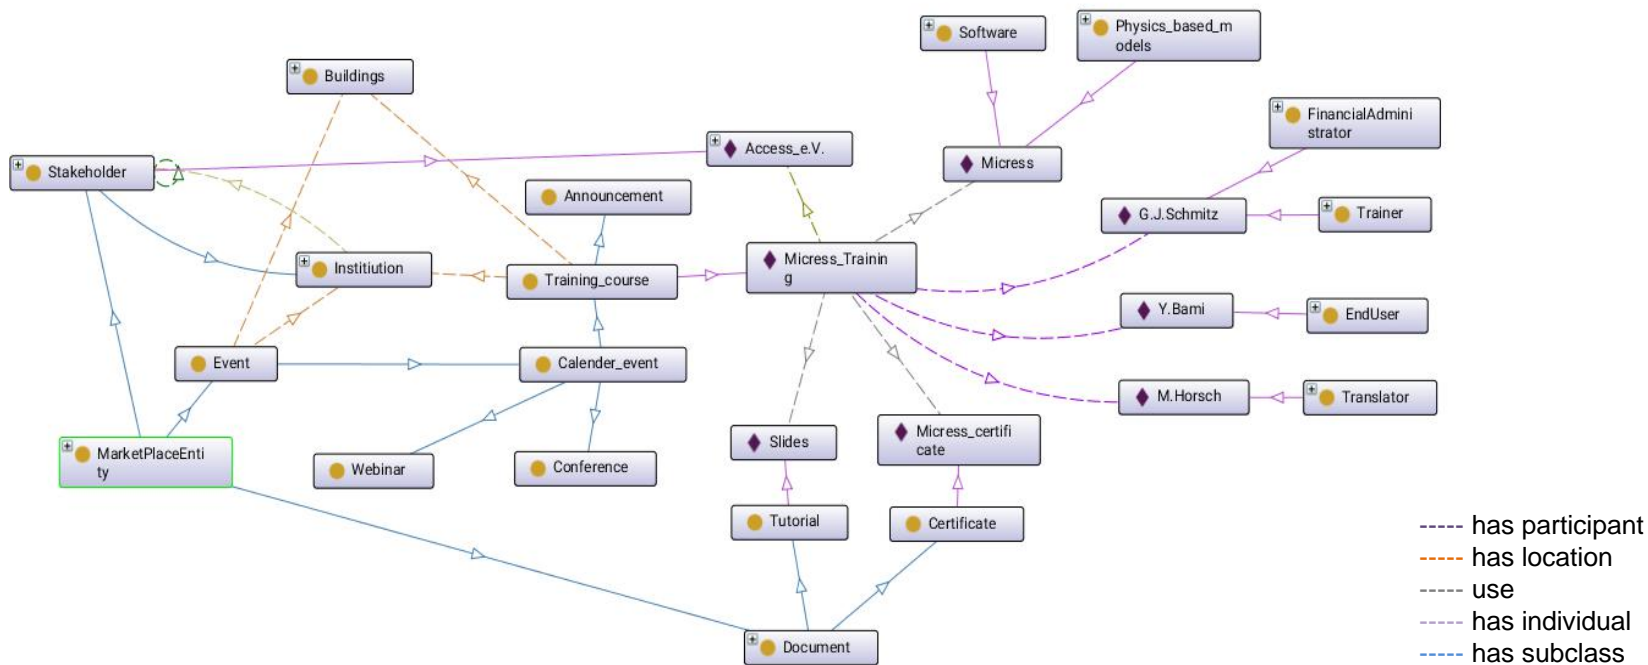 Software
Physics_based_m
odels
Buildings
FinancialAdmini
strator
Access_e.V.
Micress
Stakeholder
Announcement
G.J.Schmitz
Trainer
Micress_Trainin
g
Institiution
Training_course
Y.Bami
EndUser
Event
Calender_event
M.Horsch
Translator
MarketPlaceEnti
ty
Webinar
Conference
Slides
Micress_certifi
cate
Tutorial
Certificate
Document
has participant
has location
use
has individual
has subclass